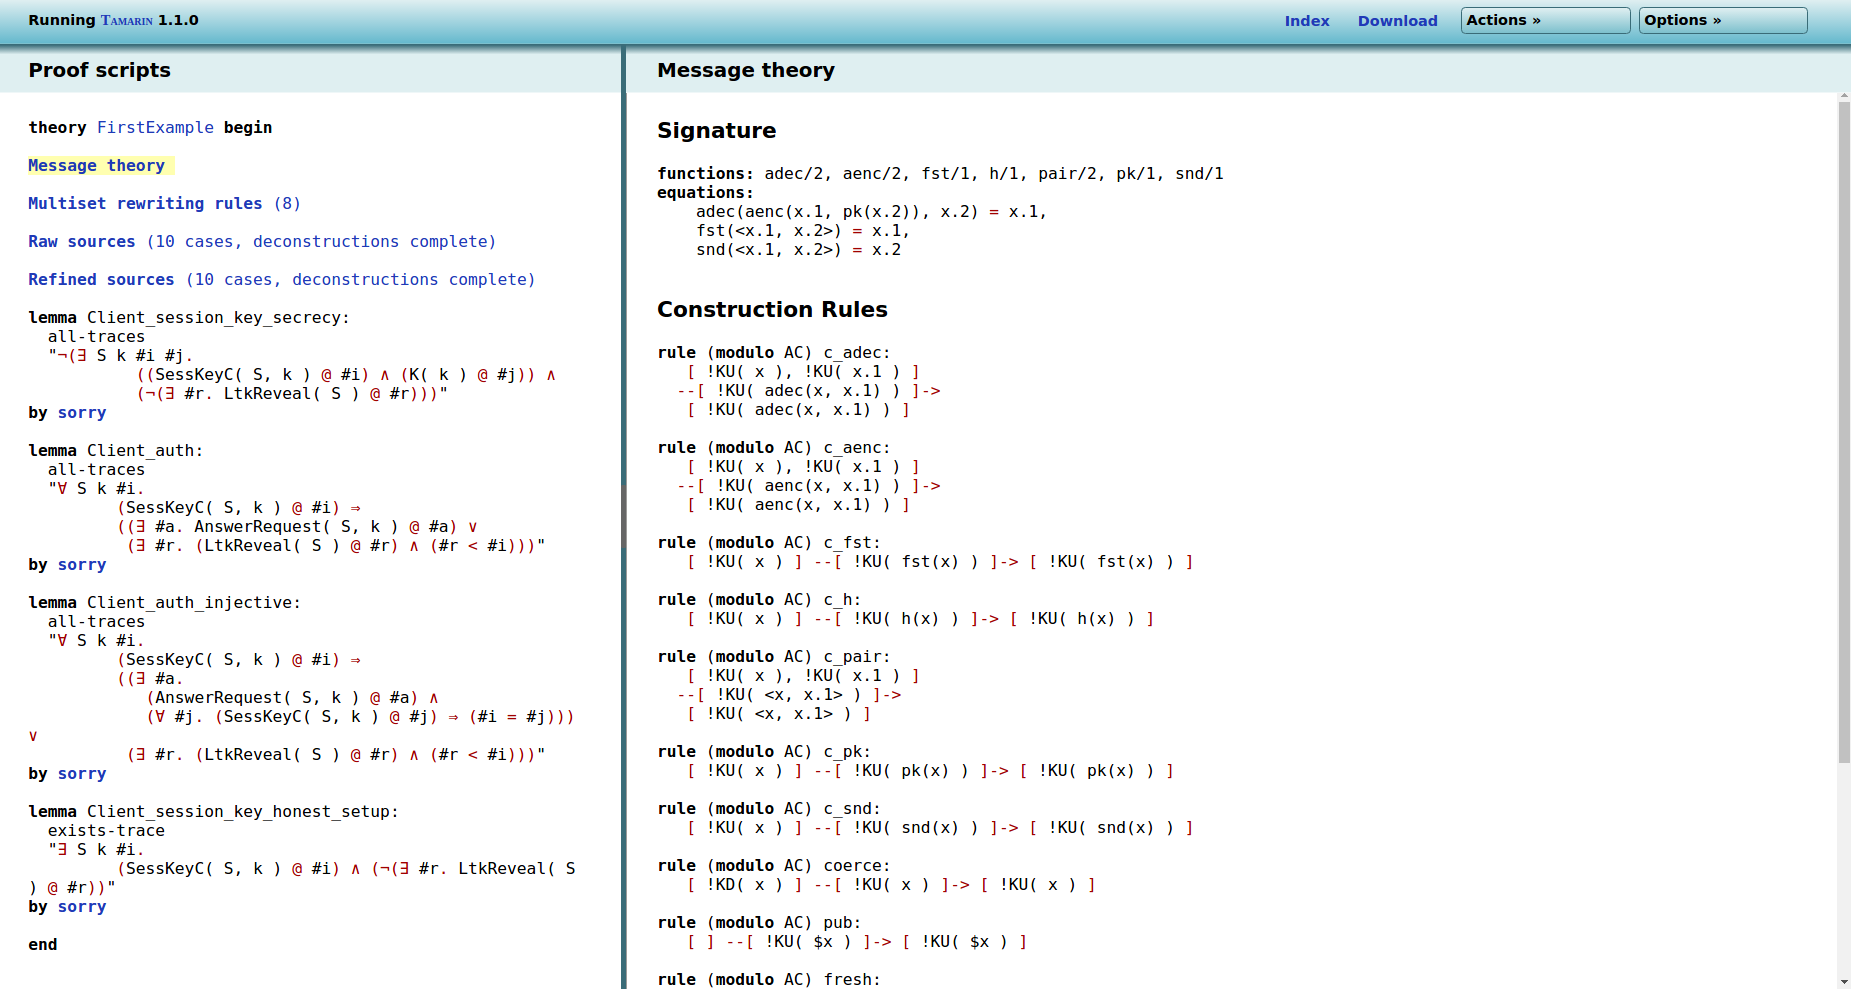 Running Tamarin 1.1.0
Index Download Actions » Options »
Proof scripts
theory FirstExample begin
Message theory
Multiset rewriting rules (8)
Raw sources (10 cases, deconstructions complete)
Refined sources (10 cases, deconstructions complete)
lemma Client_session_key_secrecy:
all-traces
"¬(∃ S k #i #j.
((SessKeyC( S, k ) @ #i) ∧ (K( k ) @ #j)) ∧
(¬(∃ #r. LtkReveal( S ) @ #r)))"
by sorry
lemma Client_auth:
all-traces
"∀ S k #i.
(SessKeyC( S, k ) @ #i) ⇒
((∃ #a. AnswerRequest( S, k ) @ #a) ∨
(∃ #r. (LtkReveal( S ) @ #r) ∧ (#r < #i)))"
by sorry
lemma Client_auth_injective:
all-traces
"∀ S k #i.
(SessKeyC( S, k ) @ #i) ⇒
((∃ #a.
(AnswerRequest( S, k ) @ #a) ∧
(∀ #j. (SessKeyC( S, k ) @ #j) ⇒ (#i = #j)))
∨
(∃ #r. (LtkReveal( S ) @ #r) ∧ (#r < #i)))"
by sorry
lemma Client_session_key_honest_setup:
exists-trace
"∃ S k #i.
(SessKeyC( S, k ) @ #i) ∧ (¬(∃ #r. LtkReveal( S
) @ #r))"
by sorry
end
Message theory
Signature
functions: adec/2, aenc/2, fst/1, h/1, pair/2, pk/1, snd/1
equations:
adec(aenc(x.1, pk(x.2)), x.2) = x.1,
fst(<x.1, x.2>) = x.1,
snd(<x.1, x.2>) = x.2
Construction Rules
rule (modulo AC) c_adec:
[ !KU( x ), !KU( x.1 ) ]
--[ !KU( adec(x, x.1) ) ]->
[ !KU( adec(x, x.1) ) ]
rule (modulo AC) c_aenc:
[ !KU( x ), !KU( x.1 ) ]
--[ !KU( aenc(x, x.1) ) ]->
[ !KU( aenc(x, x.1) ) ]
rule (modulo AC) c_fst:
[ !KU( x ) ] --[ !KU( fst(x) ) ]-> [ !KU( fst(x) ) ]
rule (modulo AC) c_h:
[ !KU( x ) ] --[ !KU( h(x) ) ]-> [ !KU( h(x) ) ]
rule (modulo AC) c_pair:
[ !KU( x ), !KU( x.1 ) ]
--[ !KU( <x, x.1> ) ]->
[ !KU( <x, x.1> ) ]
rule (modulo AC) c_pk:
[ !KU( x ) ] --[ !KU( pk(x) ) ]-> [ !KU( pk(x) ) ]
rule (modulo AC) c_snd:
[ !KU( x ) ] --[ !KU( snd(x) ) ]-> [ !KU( snd(x) ) ]
rule (modulo AC) coerce:
[ !KD( x ) ] --[ !KU( x ) ]-> [ !KU( x ) ]
rule (modulo AC) pub:
[ ] --[ !KU( $x ) ]-> [ !KU( $x ) ]
rule (modulo AC) fresh: